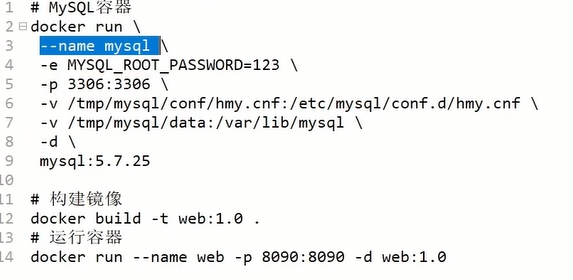 1 # MySQL容器
2 docker run \
3 --name mysql \
4 -e MYSQL_ROOT_PASSWORD=123 \
5 -p 3306:3306 \
6 -v /tmp/mysql/conf/hmy.cnf:/etc/mysql/conf.d/hmy.cnf \
7 -v /tmp/mysql/data:/var/lib/mysql \
8 -d \
9 mysql:5.7.25
10
11 # 构建镜像
12 docker build -t web:1.0 .
13 # 运行容器
14 docker run --name web -p 8090:8090 -d web:1.0